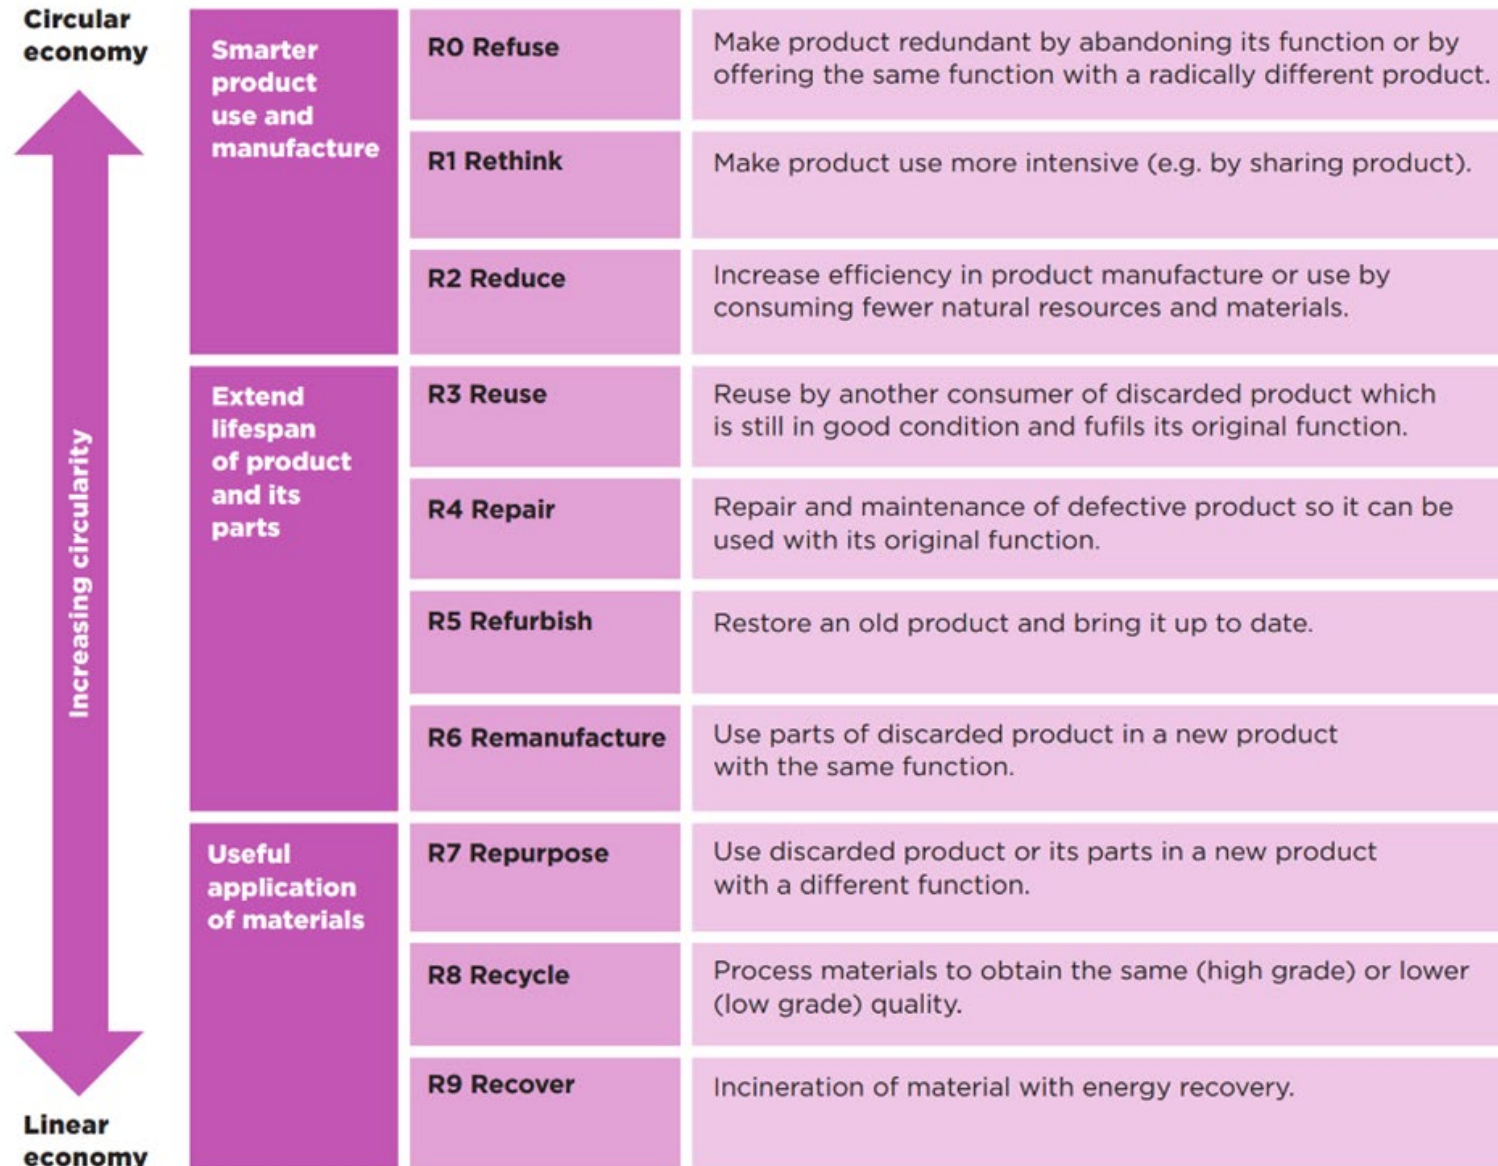 Circular
economy
Increasing circularity
Linear
economy
Smarter
product
use and
manufacture
R0 Refuse
Make product redundant by abandoning its function or by
offering the same function with a radically different product.
R1 Rethink
Make product use more intensive (e.g. by sharing product).
R2 Reduce
Increase efficiency in product manufacture or use by
consuming fewer natural resources and materials.
Extend
lifespan
of product
and its
parts
R3 Reuse
Reuse by another consumer of discarded product which
is still in good condition and fufils its original function.
R4 Repair
Repair and maintenance of defective product so it can be
used with its original function.
R5 Refurbish
Restore an old product and bring it up to date.
R6 Remanufacture
Use parts of discarded product in a new product
with the same function.
Useful
application
of materials
R7 Repurpose
Use discarded product or its parts in a new product
with a different function.
R8 Recycle
Process materials to obtain the same (high grade) or lower
(low grade) quality.
R9 Recover
Incineration of material with energy recovery.